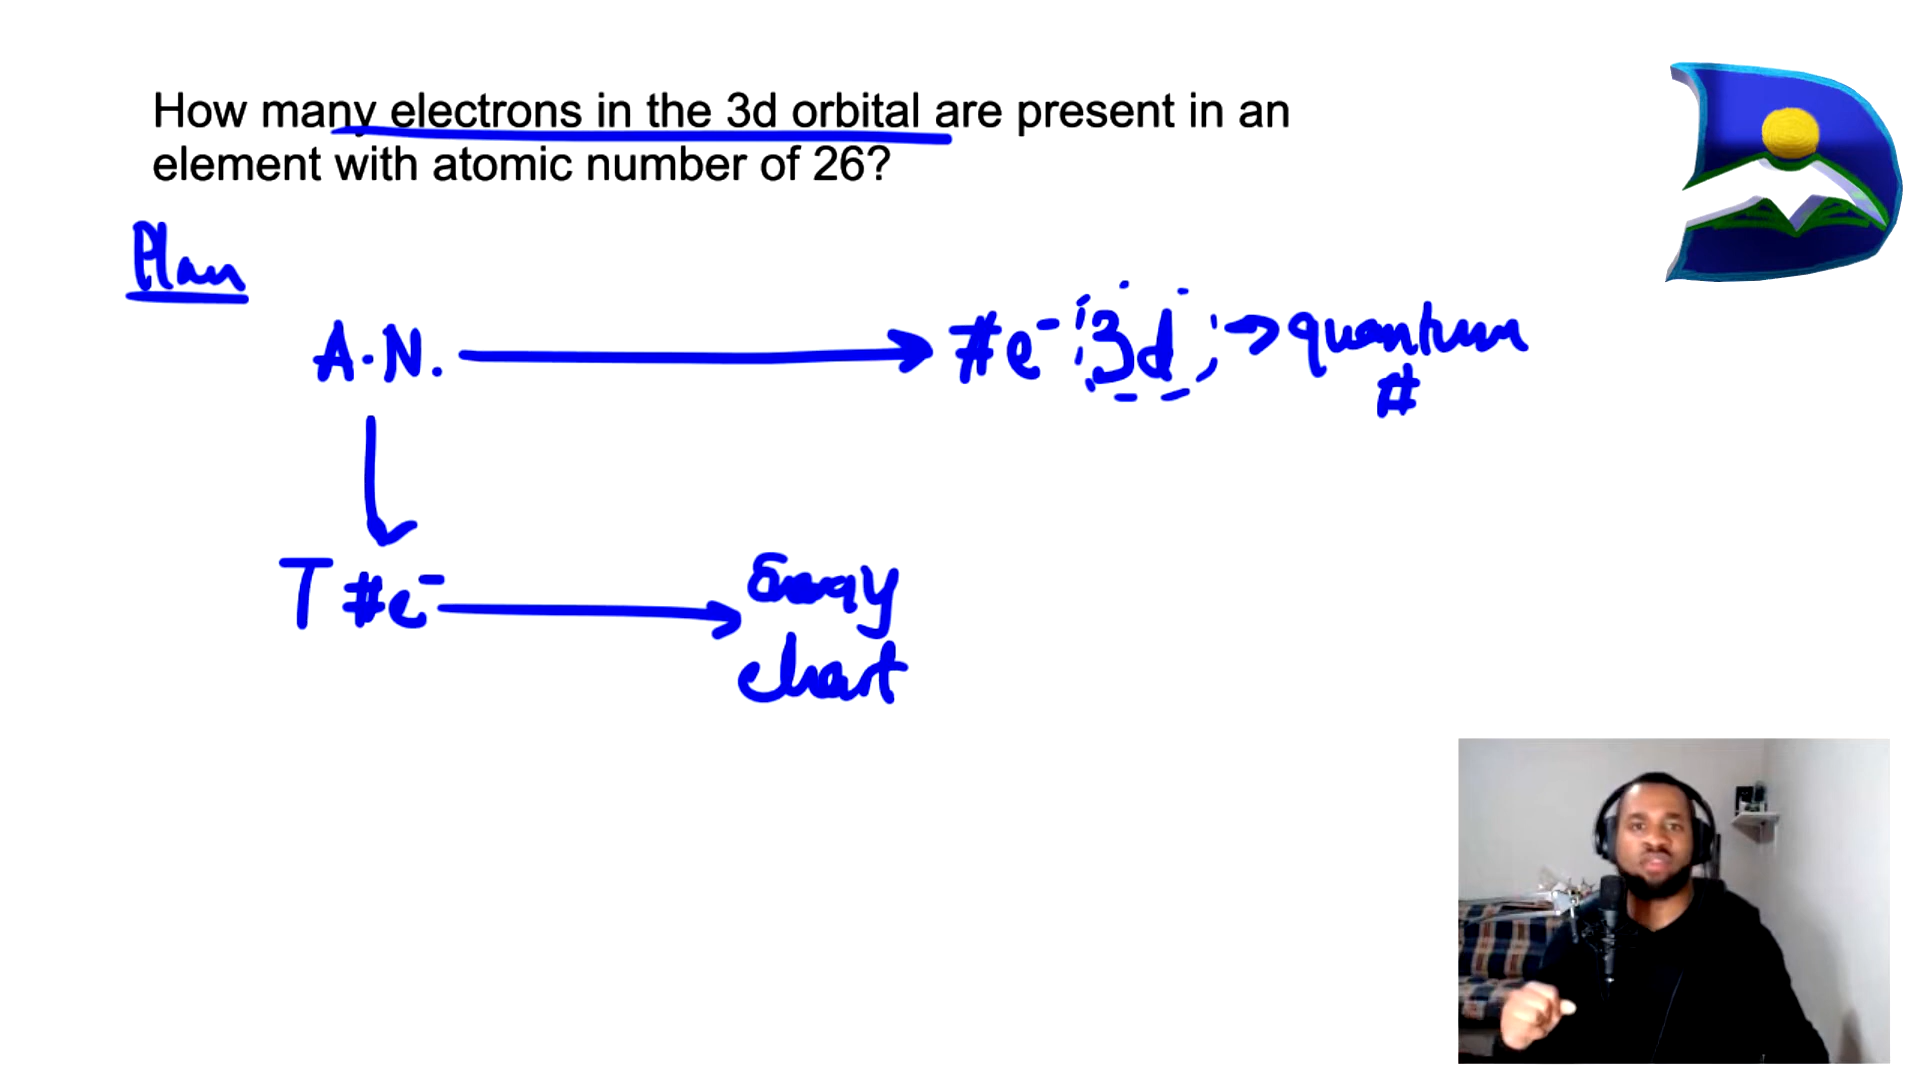 How many electrons in the 3d orbital are present in an
element with atomic number of 26?
Plan
A.N. #e⁻ 3d quantum
#
T #e⁻
chart